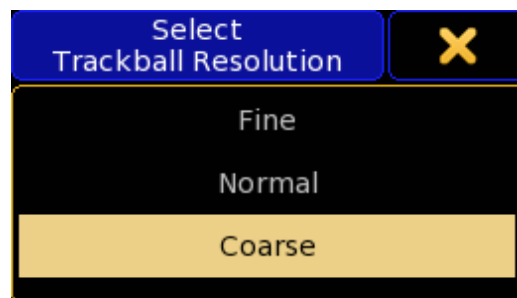 Select
Trackball Resolution
Fine
Normal
Coarse